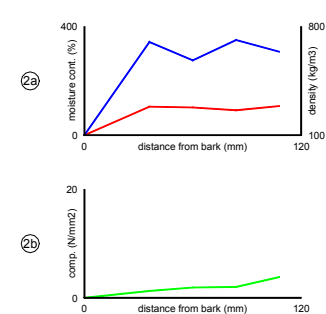 400
800
2a
moisture cont. (%)
density (kg/m3)
0
100
0
distance from bark (mm)
120
20
2b
comp. (N/mm2)
0
0
distance from bark (mm)
120